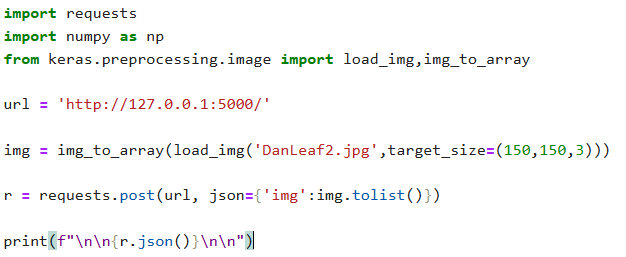 import requests
import numpy as np
from keras.preprocessing.image import load_img,img_to_array
url = 'http://127.0.0.1:5000/'
img = img_to_array(load_img('DanLeaf2.jpg',target_size=(150,150,3)))
r = requests.post(url, json={'img':img.tolist()})
print(f"\n\n{r.json()}\n\n")